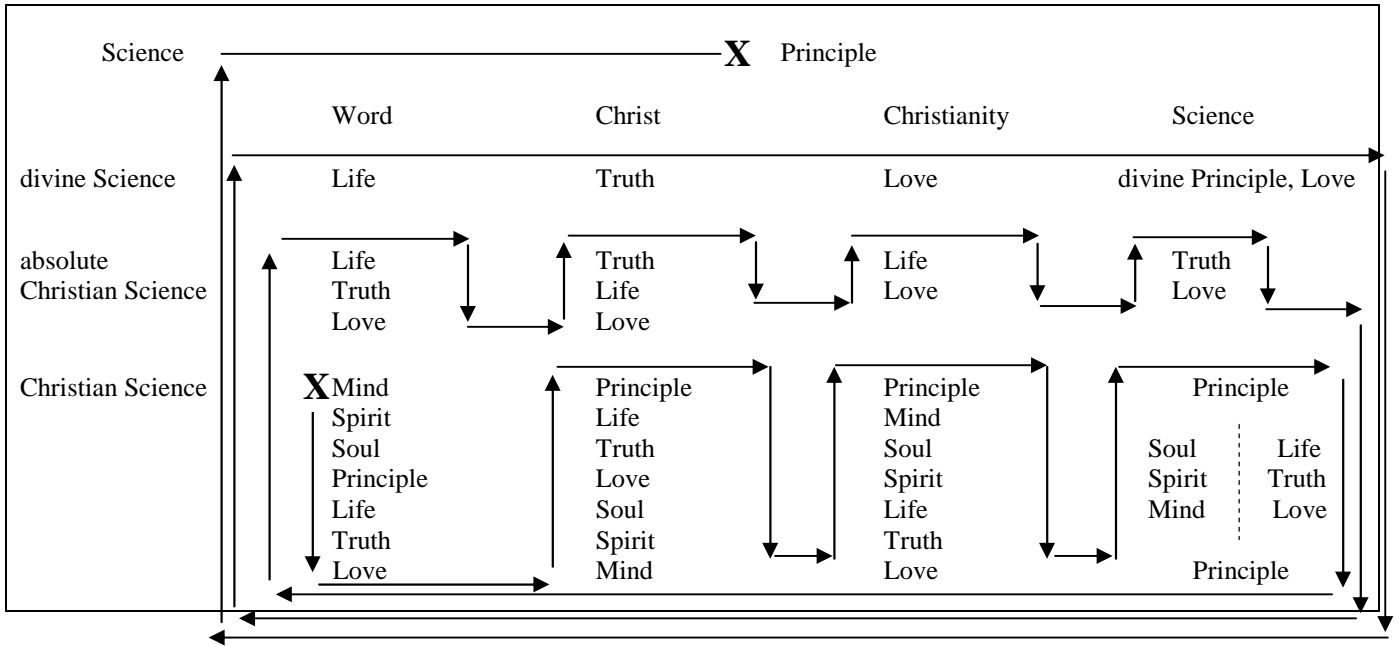 Science X Principle
Word Christ Christianity Science
divine Science Life Truth Love divine Principle, Love
absolute Life Truth Life Truth
Christian Science Truth Life Love Love
Love Love
Christian Science X Mind Principle Principle Principle
Spirit Life Mind
Soul Truth Soul Soul Life
Principle Love Spirit Spirit Truth
Life Soul Life Mind Love
Truth Spirit Truth
Love Mind Love Principle